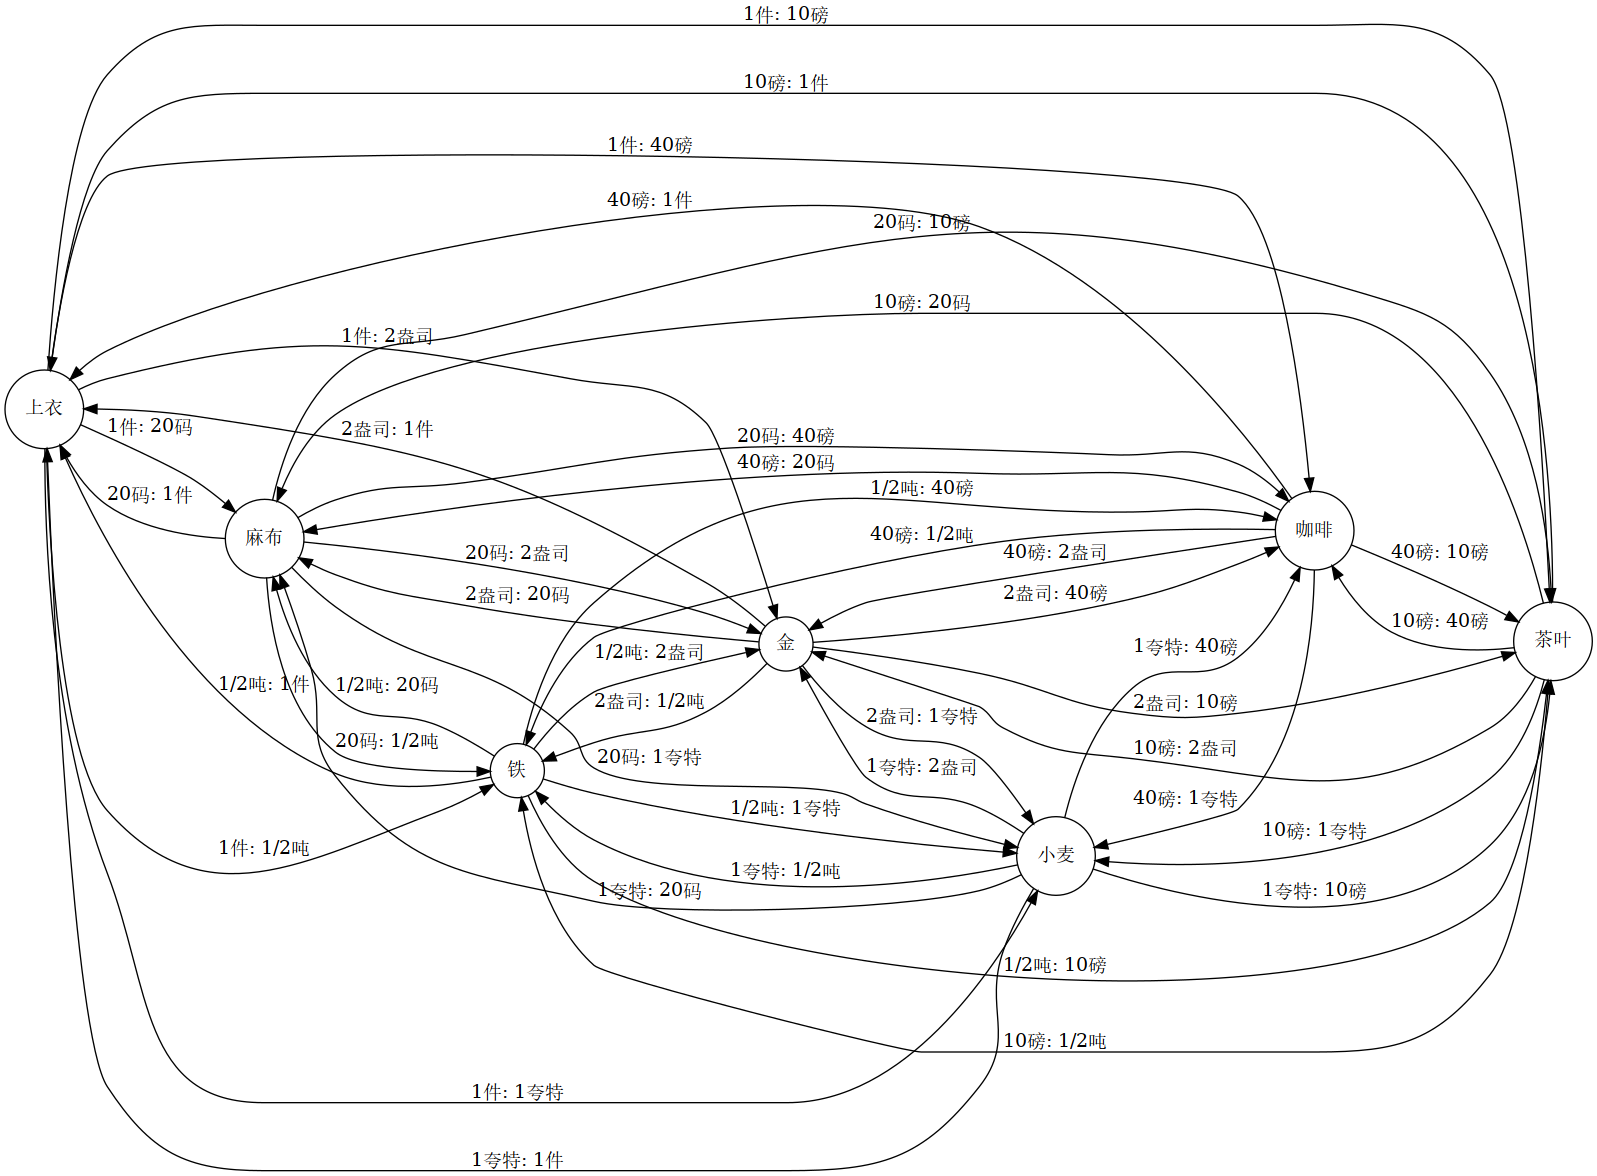 1件: 10磅
10磅: 1件
1件: 40磅
40磅: 1件
20码: 10磅
10磅: 20码
1件: 2盎司
上衣
1件: 20码
2盎司: 1件
20码: 40磅
40磅: 20码
1/2吨: 40磅
20码: 1件
麻布
咖啡
40磅: 1/2吨
20码: 2盎司
40磅: 2盎司
40磅: 10磅
2盎司: 20码
2盎司: 40磅
10磅: 40磅
金
茶叶
1/2吨: 2盎司
1夸特: 40磅
1/2吨: 1件
1/2吨: 20码
2盎司: 1/2吨
2盎司: 10磅
2盎司: 1夸特
20码: 1/2吨
10磅: 2盎司
20码: 1夸特
铁
1夸特: 2盎司
40磅: 1夸特
1/2吨: 1夸特
10磅: 1夸特
1件: 1/2吨
小麦
1夸特: 1/2吨
1夸特: 20码
1夸特: 10磅
1/2吨: 10磅
10磅: 1/2吨
1件: 1夸特
1夸特: 1件